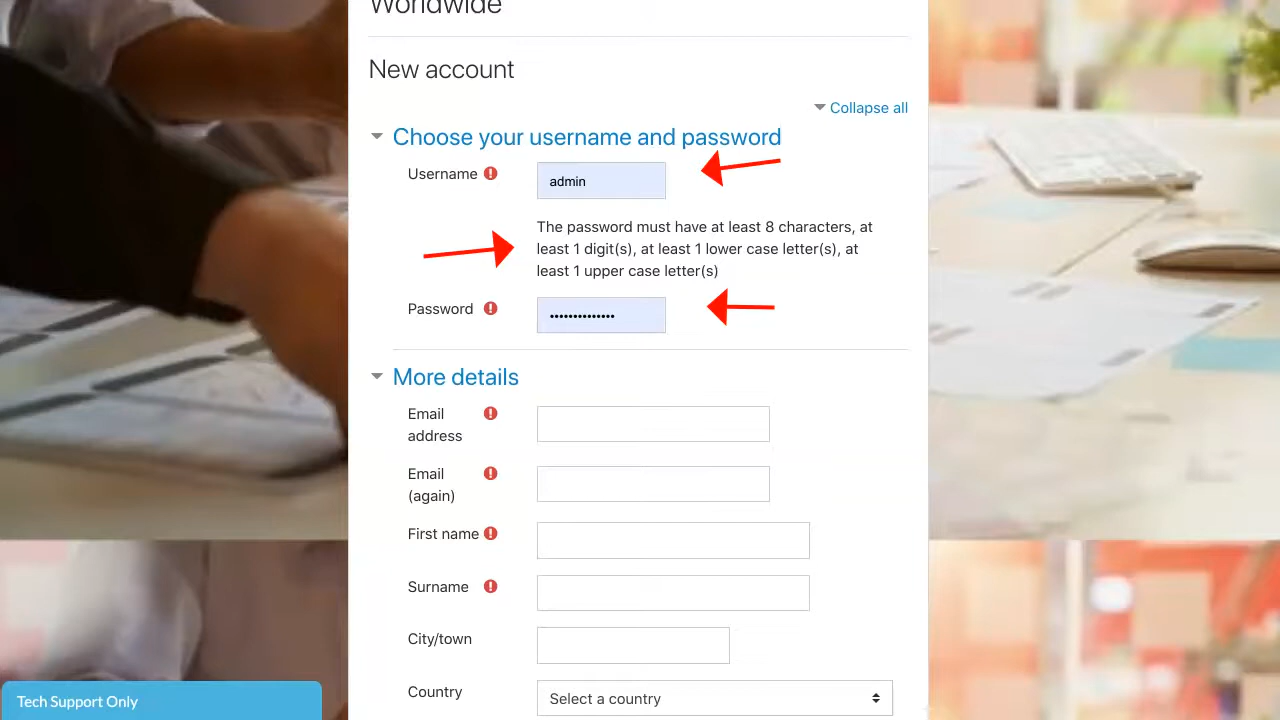 Worldwide
New account
Collapse all
Choose your username and password
Username
admin
The password must have at least 8 characters, at
least 1 digit(s), at least 1 lower case letter(s), at
least 1 upper case letter(s)
Password
••••••••••••••
More details
Email
address
Email
(again)
First name
Surname
City/town
Country
Select a country
Tech Support Only